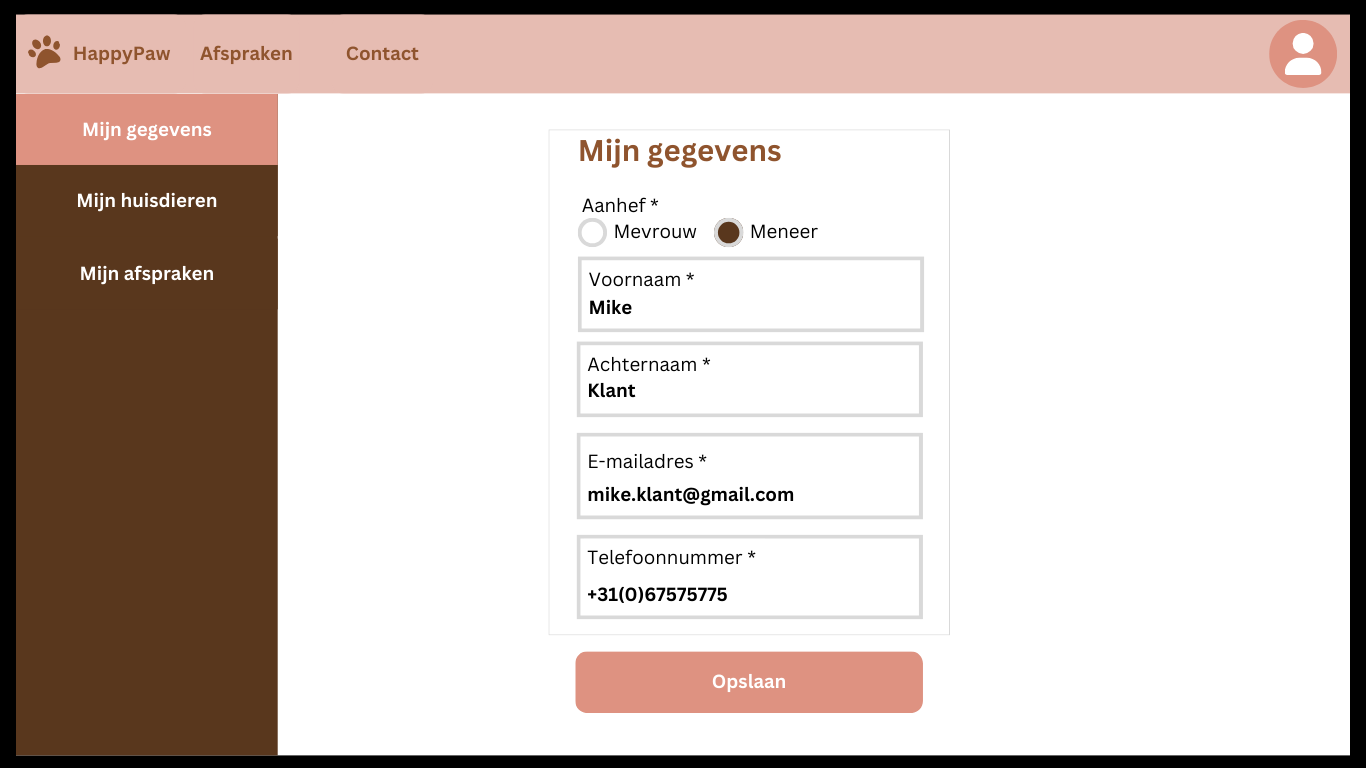 HappyPaw Afspraken Contact
Mijn gegevens
Mijn huisdieren
Mijn afspraken
Mijn gegevens
Aanhef *
Mevrouw Meneer
Voornaam *
Mike
Achternaam *
Klant
E-mailadres *
mike.klant@gmail.com
Telefoonnummer *
+31(0)67575775
Opslaan